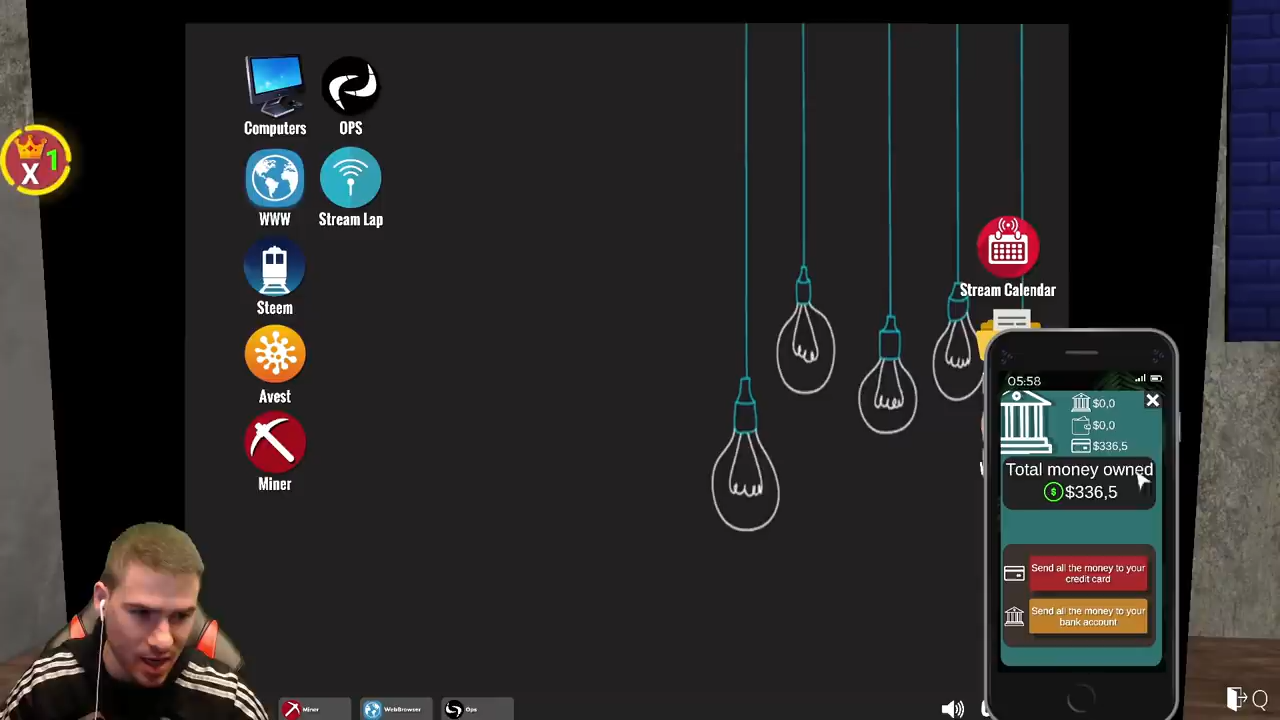 Computers
OPS
X 1
WWW
Stream Lap
Steem
Stream Calendar
Avest
05:58
$0,0
$0,0
$336,5
Total money owned
$336,5
Miner
Send all the money to your
credit card
Send all the money to your
bank account
Miner
WebBrowser
Ops
Q